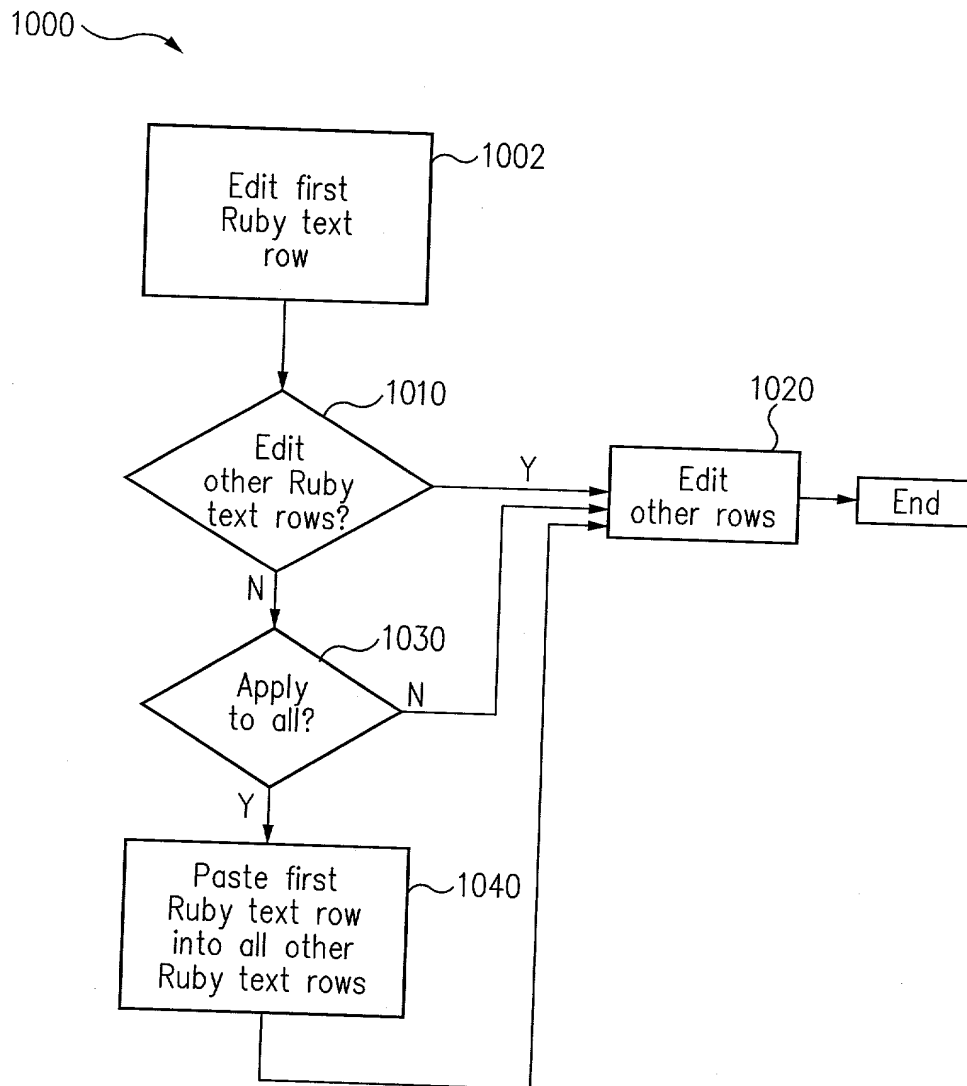 1000
1002
Edit first
Ruby text
row
1010
Edit
other Ruby
text rows?
Y
1020
Edit
other rows
End
N
1030
Apply
to all?
N
Y
1040
Paste first
Ruby text row
into all other
Ruby text rows